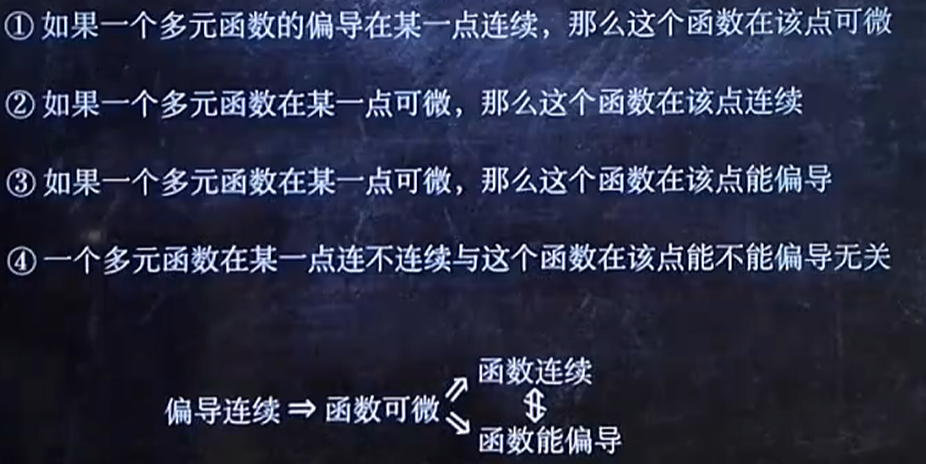 ① 如果一个多元函数的偏导在某一点连续，那么这个函数在该点可微
② 如果一个多元函数在某一点可微，那么这个函数在该点连续
③ 如果一个多元函数在某一点可微，那么这个函数在该点能偏导
④ 一个多元函数在某一点连不连续与这个函数在该点能不能偏导无关
函数连续
偏导连续 ⇒ 函数可微
函数能偏导